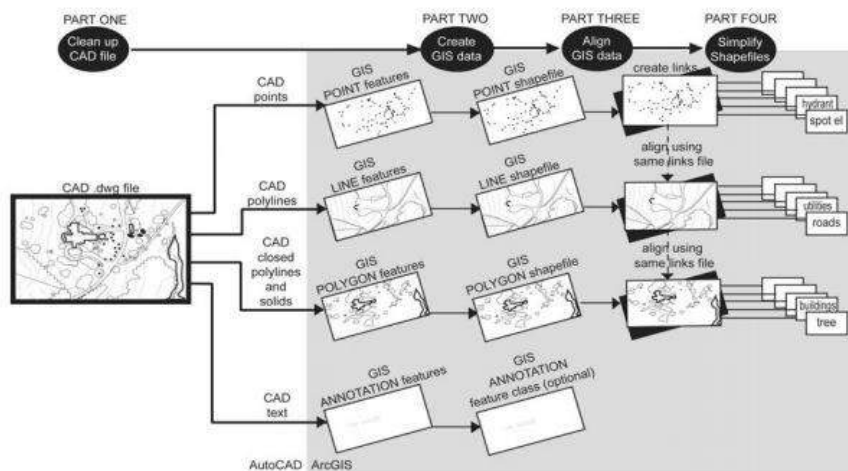 PART ONE
Clean up
CAD file
PART TWO
Create
GIS data
PART THREE
Align
GIS data
PART FOUR
Simplify
Shapefiles
CAD .dwg file
CAD
points
GIS
POINT features
GIS
POINT shapefile
create links
hydrant
spot el
align using
same links file
CAD
polylines
GIS
LINE features
GIS
LINE shapefile
utilities
roads
align using
same links file
CAD
closed
polylines
and
solids
GIS
POLYGON features
GIS
POLYGON shapefile
buildings
tree
CAD
text
GIS
ANNOTATION features
GIS
ANNOTATION
feature class (optional)
AutoCAD
ArcGIS